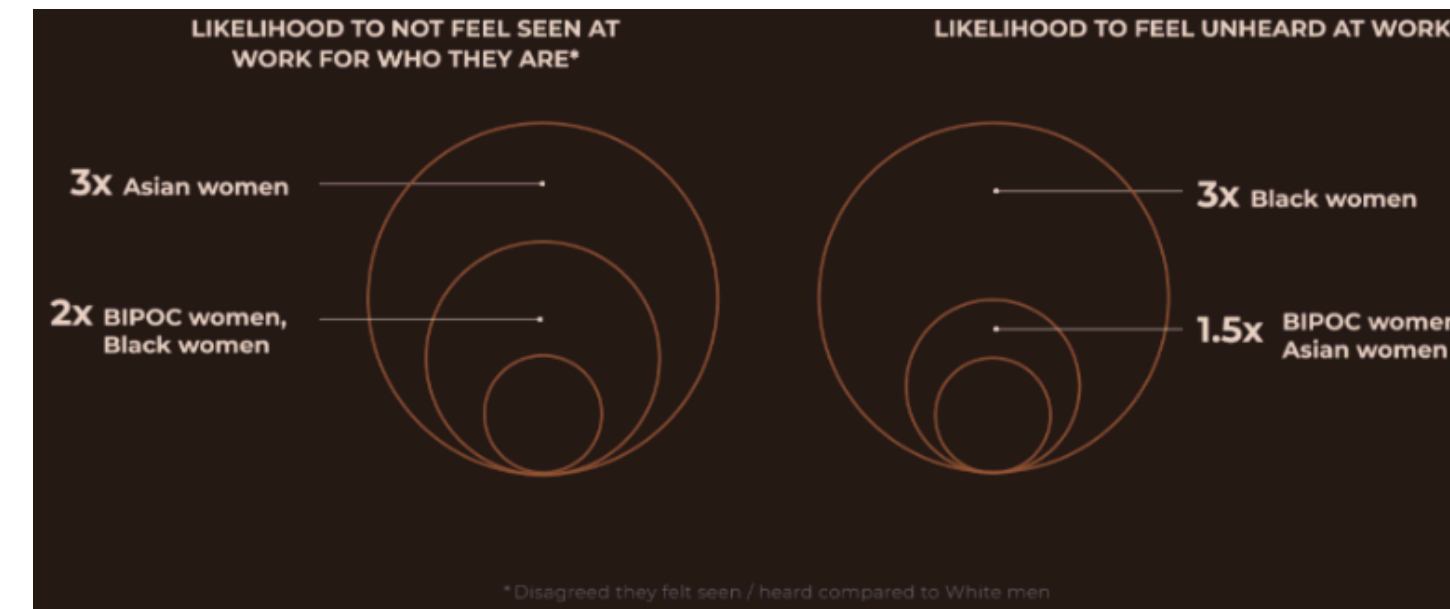 LIKELIHOOD TO NOT FEEL SEEN AT
WORK FOR WHO THEY ARE*
3x Asian women
2x BIPOC women,
Black women
LIKELIHOOD TO FEEL UNHEARD AT WORK
3x Black women
1.5x BIPOC women
Asian women
*Disagreed they felt seen / heard compared to White men